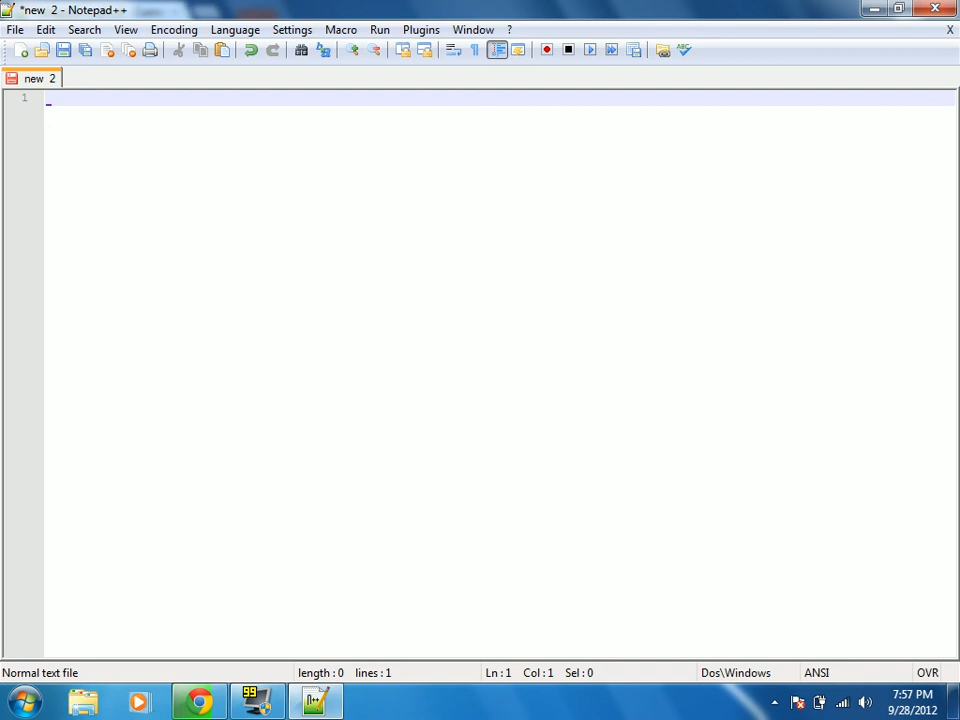 *new 2 - Notepad++
File Edit Search View Encoding Language Settings Macro Run Plugins Window ? X
new 2
1
Normal text file length : 0 lines : 1 Ln : 1 Col : 1 Sel : 0 Dos\Windows ANSI OVR
99
7:57 PM
9/28/2012